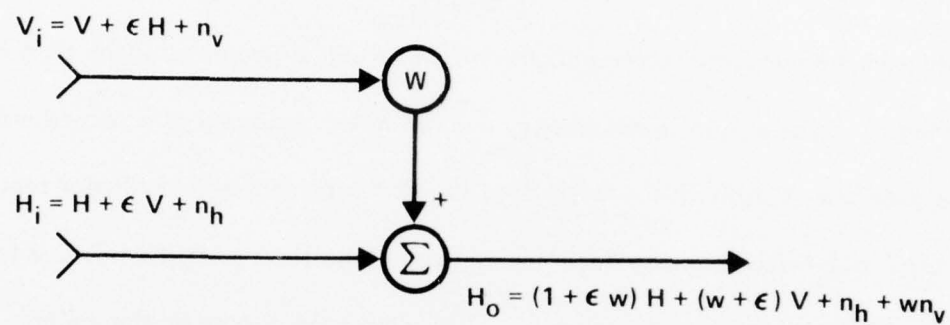 V_i = V + ϵ H + n_v
W
+
H_i = H + ϵ V + n_h
Σ
H_o = (1 + ϵ w) H + (w + ϵ) V + n_h + wn_v